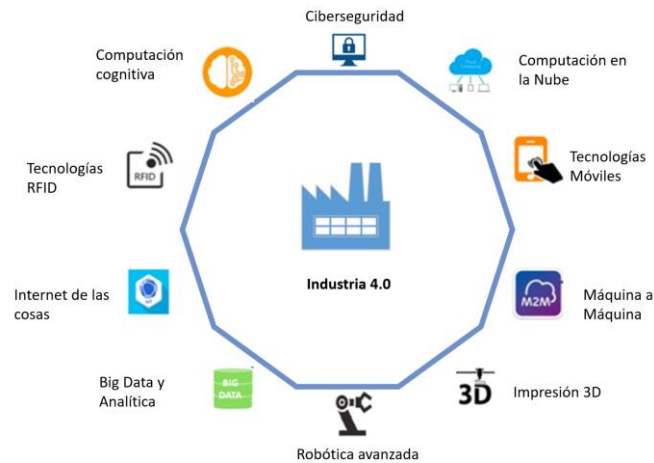 Ciberseguridad
Computación
cognitiva
Computación en
la Nube
Tecnologías
RFID
RFID
Tecnologías
Móviles
Industria 4.0
Internet de las
cosas
M2M
Máquina a
Máquina
Big Data y
Analítica
BIG
DATA
3D
Impresión 3D
Robótica avanzada